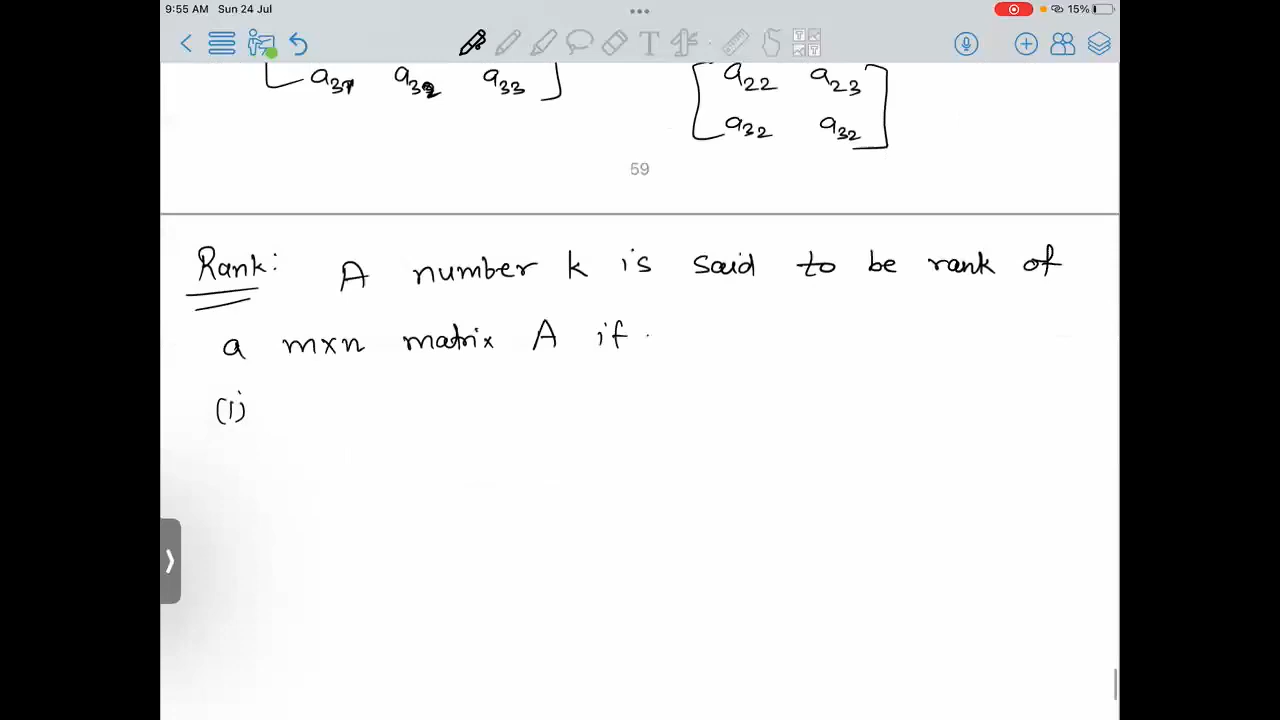 9:55 AM Sun 24 Jul
15%
T
a31 a32 a33
a22 a23
a32 a32
59
Rank: A number k is said to be rank of
a mxn matrix A if
(i)